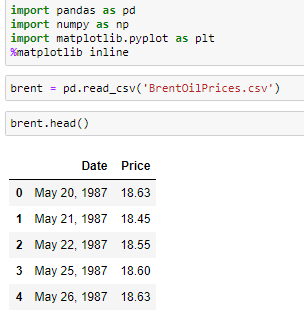 import pandas as pd
import numpy as np
import matplotlib.pyplot as plt
%matplotlib inline
brent = pd.read_csv('BrentOilPrices.csv')
brent.head()
Date Price
0 May 20, 1987 18.63
1 May 21, 1987 18.45
2 May 22, 1987 18.55
3 May 25, 1987 18.60
4 May 26, 1987 18.63